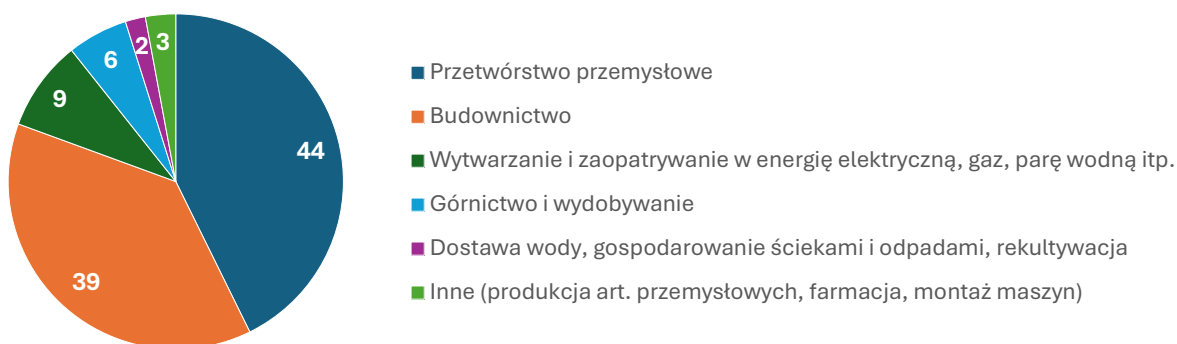 44
39
9
6
2
3
Przetwórstwo przemysłowe
Budownictwo
Wytwarzanie i zaopatrywanie w energię elektryczną, gaz, parę wodną itp.
Górnictwo i wydobywanie
Dostawa wody, gospodarowanie ściekami i odpadami, rekultywacja
Inne (produkcja art. przemysłowych, farmacja, montaż maszyn)